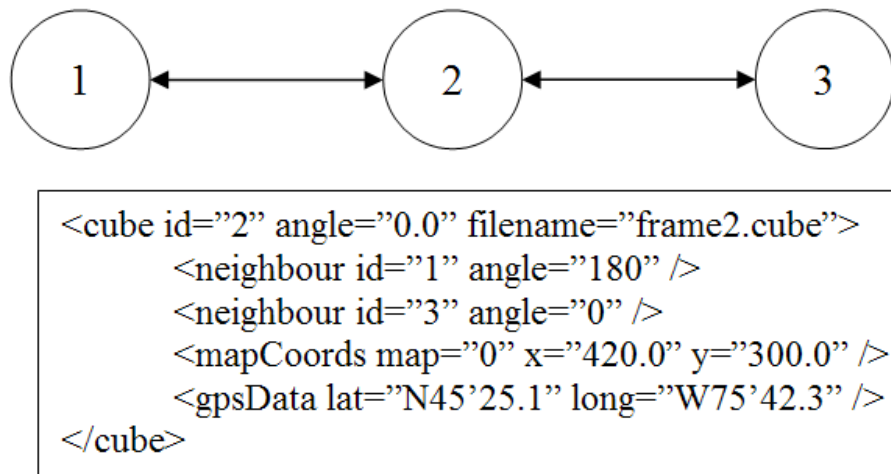 1 2 3
<cube id=”2” angle=”0.0” filename=”frame2.cube”>
<neighbour id=”1” angle=”180” />
<neighbour id=”3” angle=”0” />
<mapCoords map=”0” x=”420.0” y=”300.0” />
<gpsData lat=”N45’25.1” long=”W75’42.3” />
</cube>